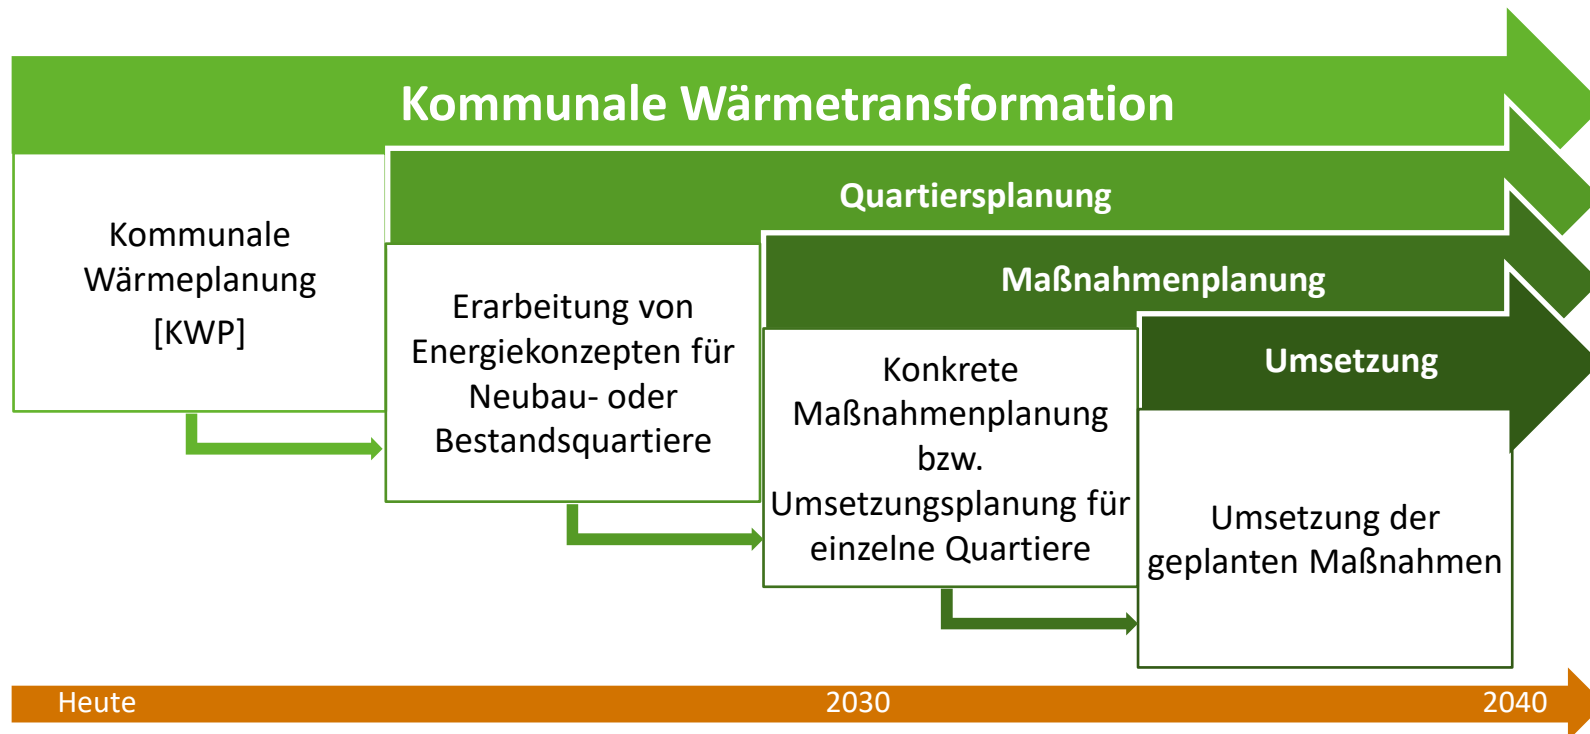 Kommunale Wärmetransformation
Quartiersplanung
Maßnahmenplanung
Umsetzung
Kommunale
Wärmeplanung
[KWP]
Erarbeitung von
Energiekonzepten für
Neubau- oder
Bestandsquartiere
Konkrete
Maßnahmenplanung
bzw.
Umsetzungsplanung für
einzelne Quartiere
Umsetzung der
geplanten Maßnahmen
Heute
2030
2040